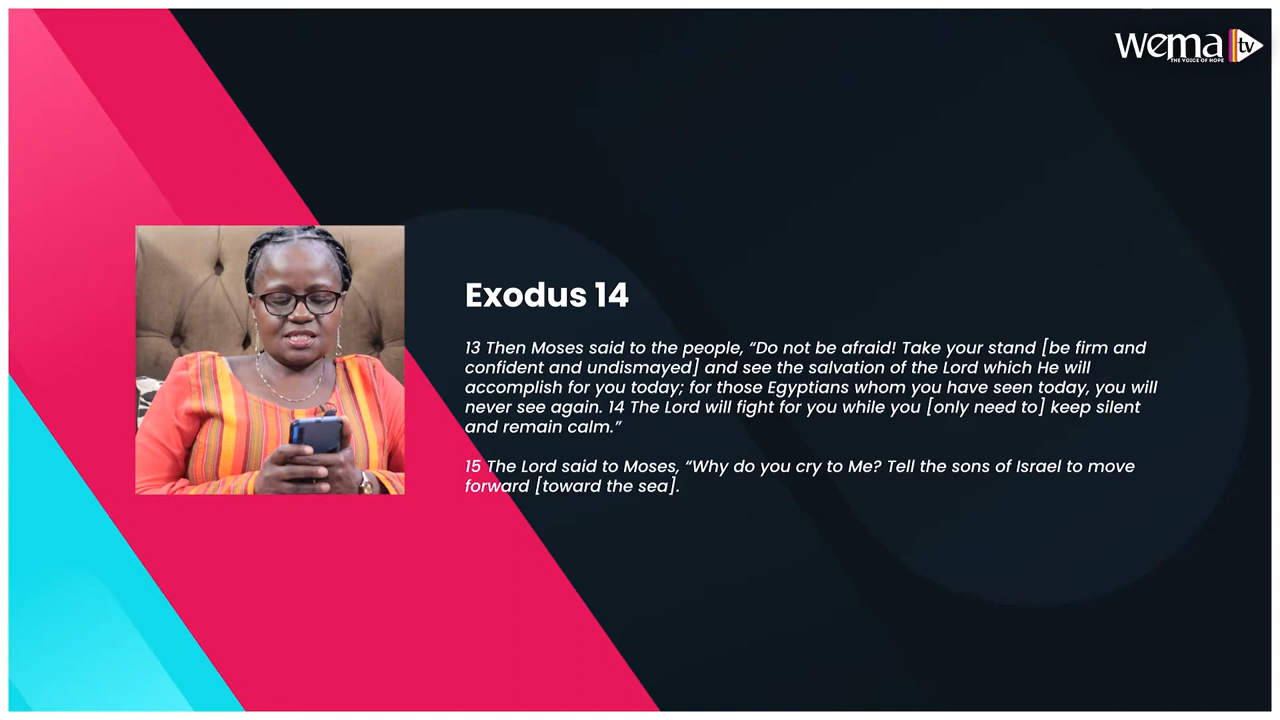 wema tv
THE VOICE OF HOPE
Exodus 14
13 Then Moses said to the people, “Do not be afraid! Take your stand [be firm and
confident and undismayed] and see the salvation of the Lord which He will
accomplish for you today; for those Egyptians whom you have seen today, you will
never see again. 14 The Lord will fight for you while you [only need to] keep silent
and remain calm.”
15 The Lord said to Moses, “Why do you cry to Me? Tell the sons of Israel to move
forward [toward the sea].